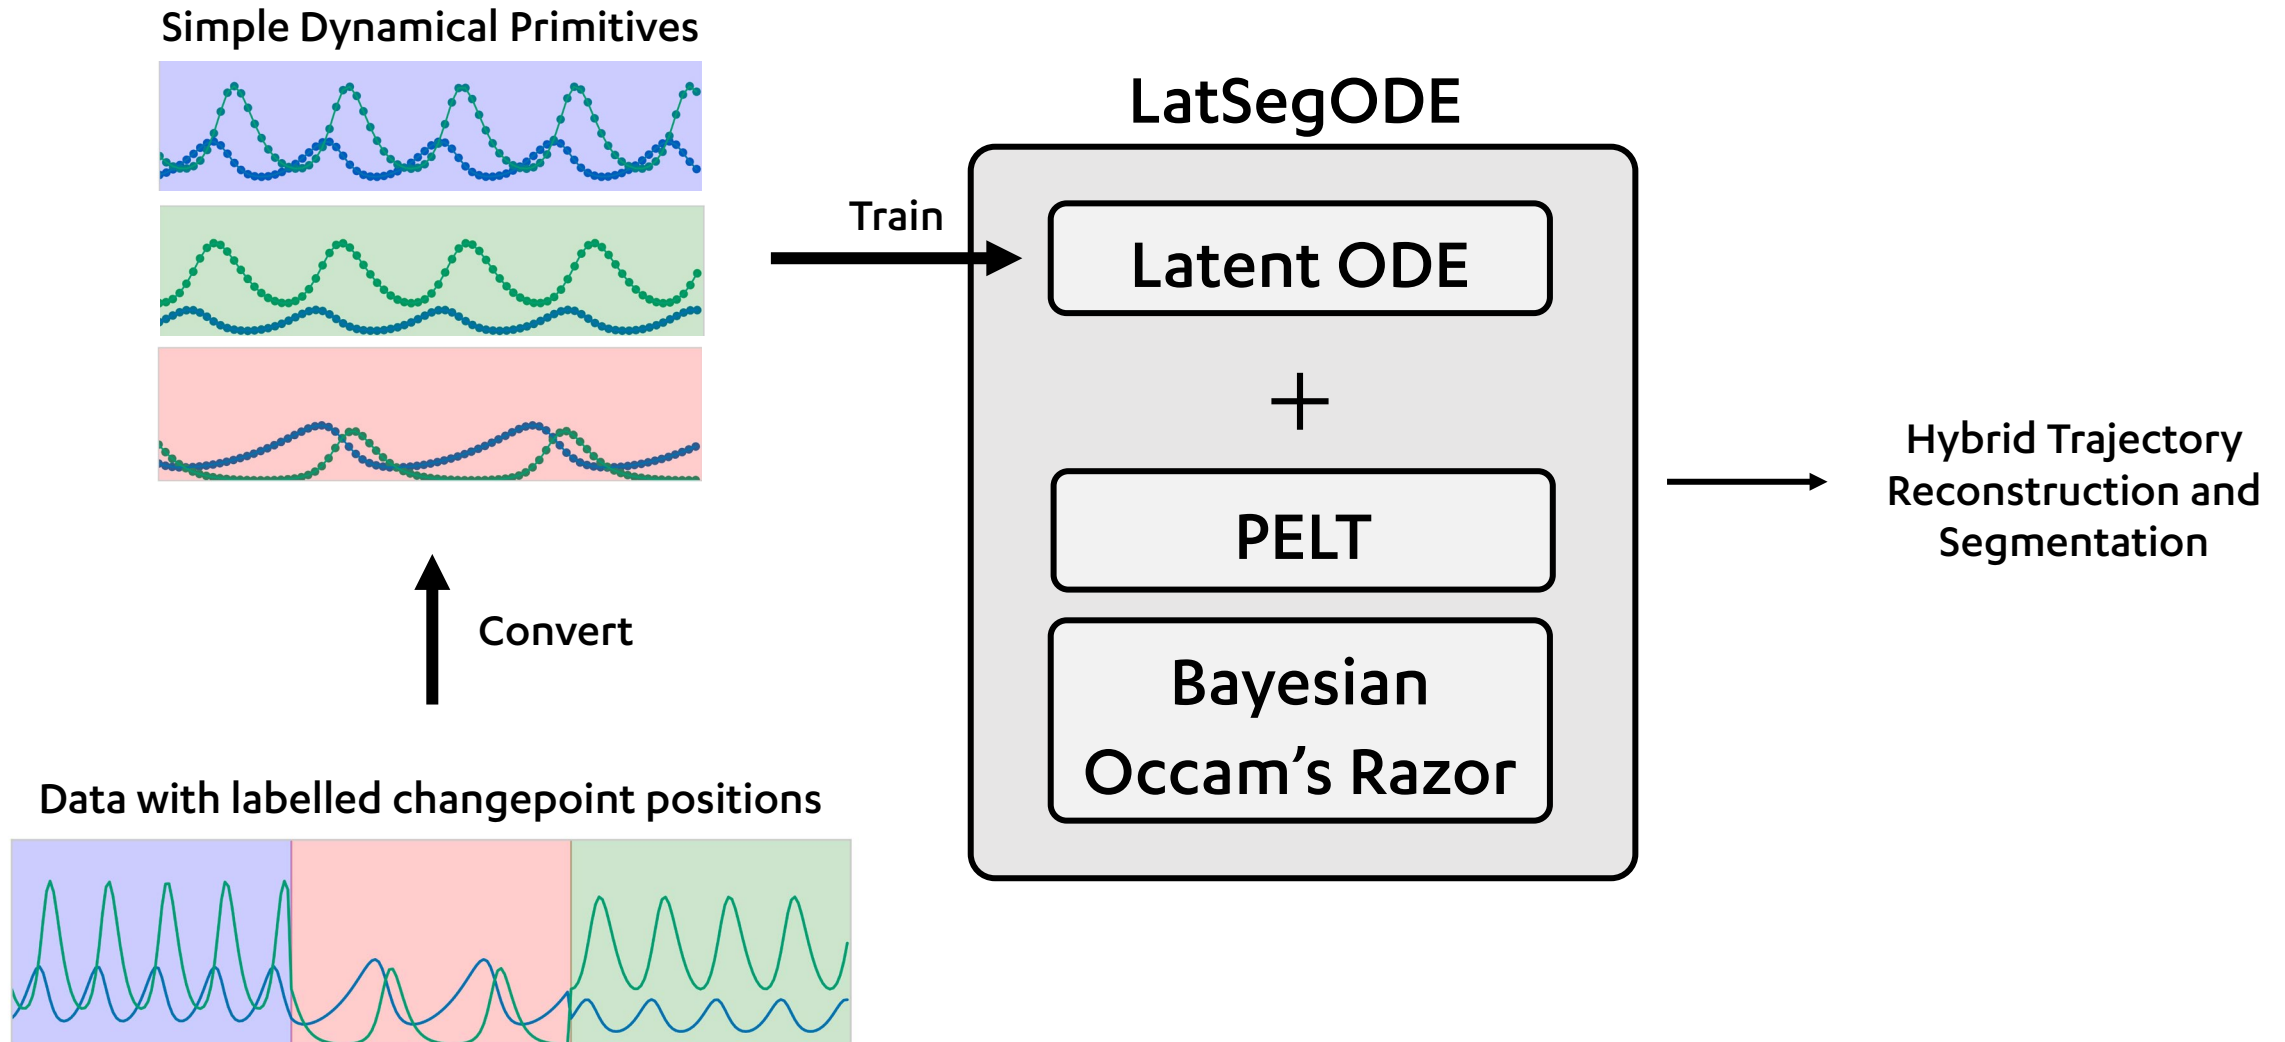 Simple Dynamical Primitives
LatSegODE
Train
Latent ODE
+
PELT
Bayesian
Occam’s Razor
Hybrid Trajectory
Reconstruction and
Segmentation
Convert
Data with labelled changepoint positions